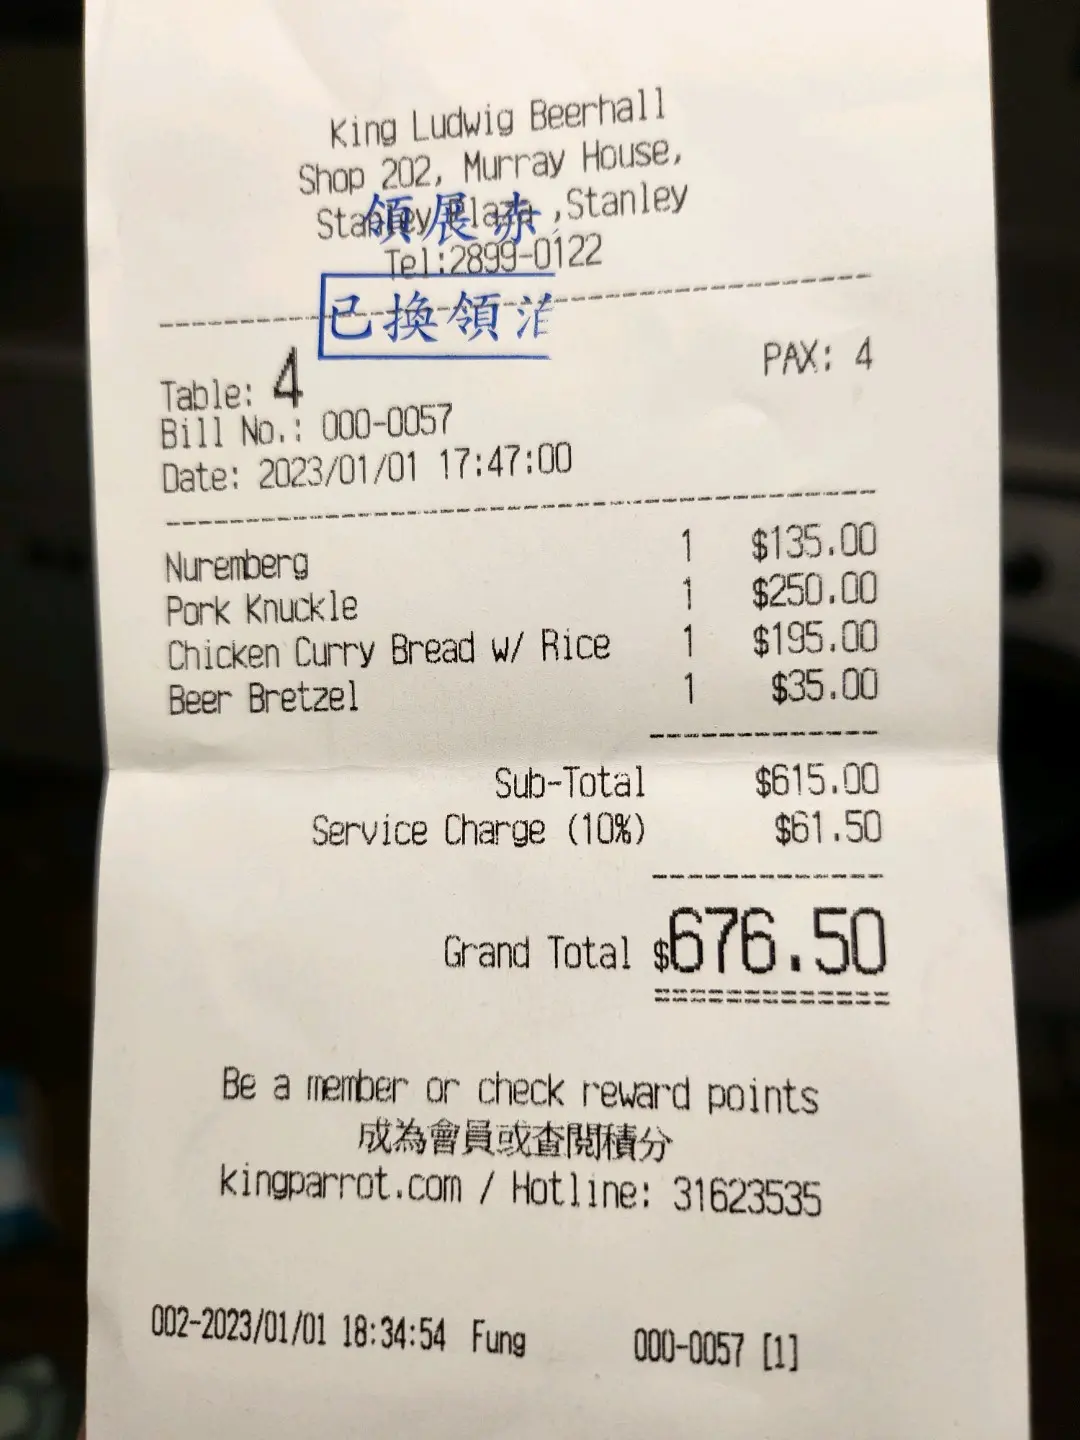 King Ludwig Beerhall
Shop 202, Murray House,
Stanley Plaza ,Stanley
領展赤
Tel:2899-0122
已換領
Table: 4 PAX: 4
Bill No.: 000-0057
Date: 2023/01/01 17:47:00
Nuremberg 1 $135.00
Pork Knuckle 1 $250.00
Chicken Curry Bread w/ Rice 1 $195.00
Beer Bretzel 1 $35.00
Sub-Total $615.00
Service Charge (10%) $61.50
Grand Total $676.50
Be a member or check reward points
成為會員或查閱積分
kingparrot.com / Hotline: 31623535
002-2023/01/01 18:34:54 Fung 000-0057 [1]